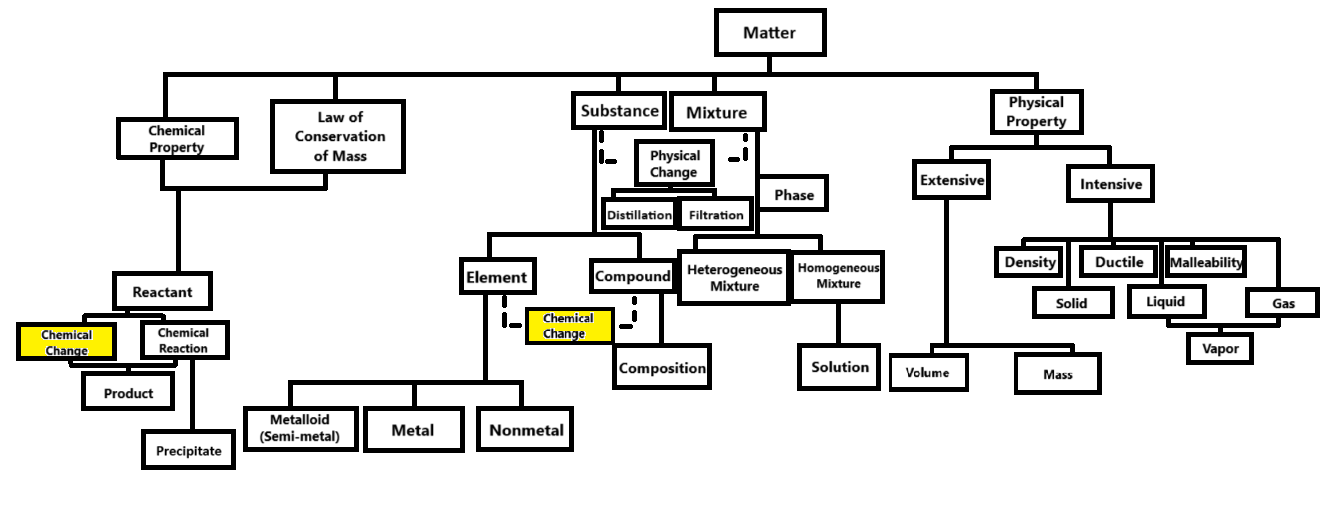 Matter
Substance
Mixture
Physical
Property
Law of
Conservation
of Mass
Chemical
Property
Physical
Change
Phase
Extensive
Intensive
Distillation
Filtration
Density
Ductile
Malleability
Element
Compound
Heterogeneous
Mixture
Homogeneous
Mixture
Reactant
Solid
Liquid
Gas
Chemical
Change
Chemical
Reaction
Chemical
Change
Vapor
Composition
Solution
Volume
Mass
Product
Metalloid
(Semi-metal)
Metal
Nonmetal
Precipitate